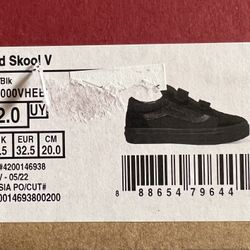 d Skool V
/Blk
000VHEE
2.0 UY
K EUR CM
.5 32.5 20.0
#4200146938
V - 05/22
SIA PO/CUT#
0014693800200
8 88654 79644